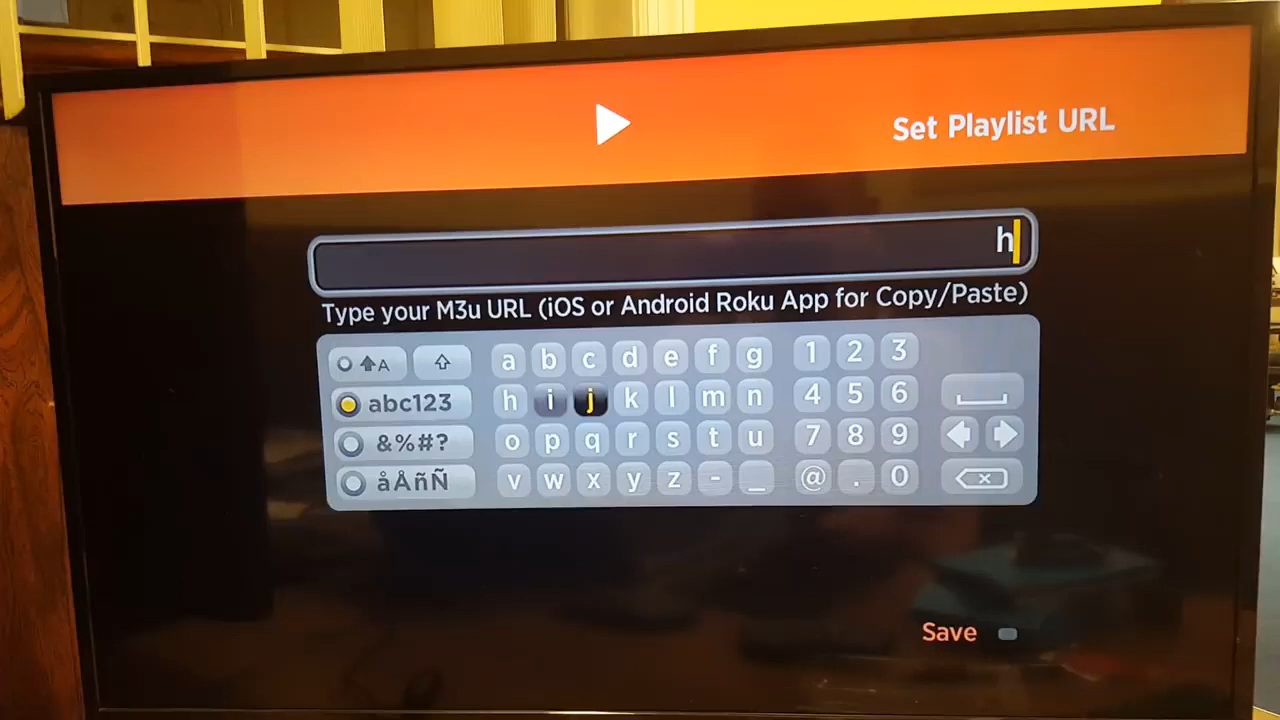 Set Playlist URL
h
Type your M3u URL (iOS or Android Roku App for Copy/Paste)
A a b c d e f g 1 2 3
abc123 h i j k l m n 4 5 6
&%#? o p q r s t u 7 8 9
åÅñÑ v w x y z - _ @ . 0
Save